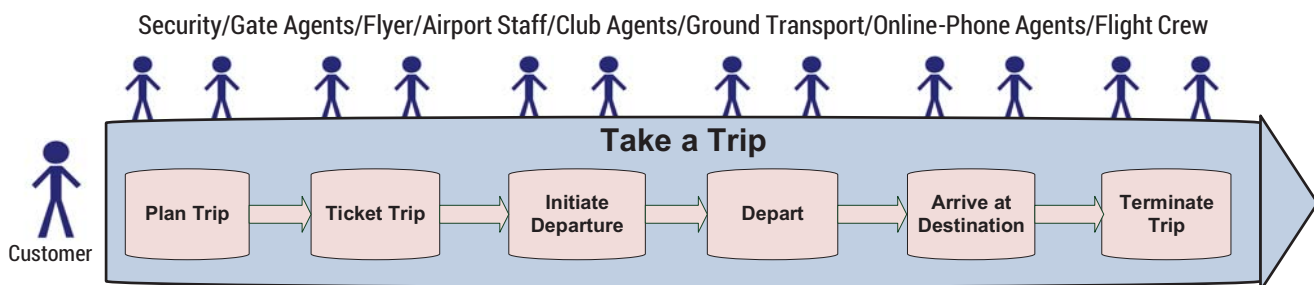 Security/Gate Agents/Flyer/Airport Staff/Club Agents/Ground Transport/Online-Phone Agents/Flight Crew
Take a Trip
Plan Trip
Ticket Trip
Initiate
Departure
Depart
Arrive at
Destination
Terminate
Trip
Customer